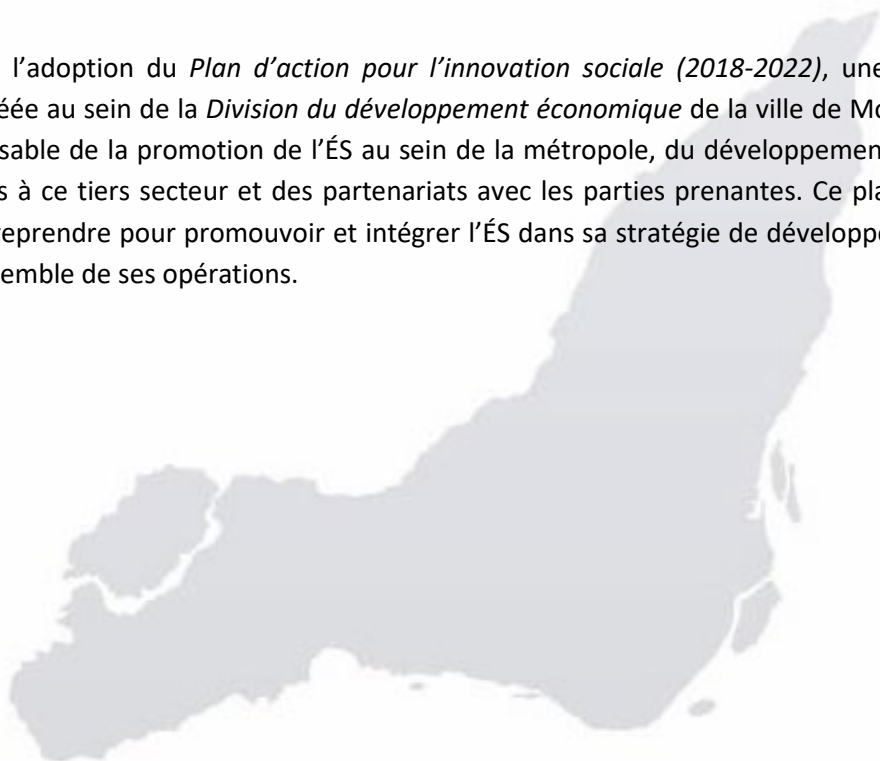 l’adoption du Plan d’action pour l’innovation sociale (2018-2022), une
éée au sein de la Division du développement économique de la ville de Mo
sable de la promotion de l’ÉS au sein de la métropole, du développemen
s à ce tiers secteur et des partenariats avec les parties prenantes. Ce pla
reprendre pour promouvoir et intégrer l’ÉS dans sa stratégie de développe
emble de ses opérations.